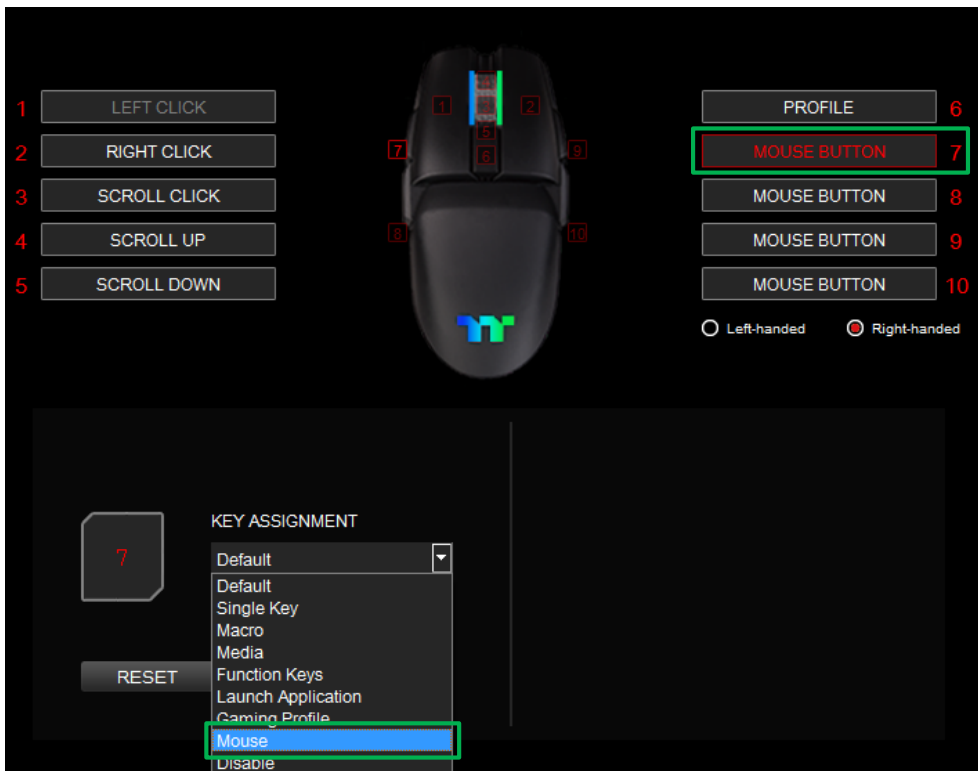 1 LEFT CLICK
2 RIGHT CLICK
3 SCROLL CLICK
4 SCROLL UP
5 SCROLL DOWN
1
2
5
6
7
9
8
10
PROFILE 6
MOUSE BUTTON 7
MOUSE BUTTON 8
MOUSE BUTTON 9
MOUSE BUTTON 10
Left-handed Right-handed
7
KEY ASSIGNMENT
Default
Default
Single Key
Macro
Media
Function Keys
Launch Application
Gaming Profile
Mouse
Disable
RESET